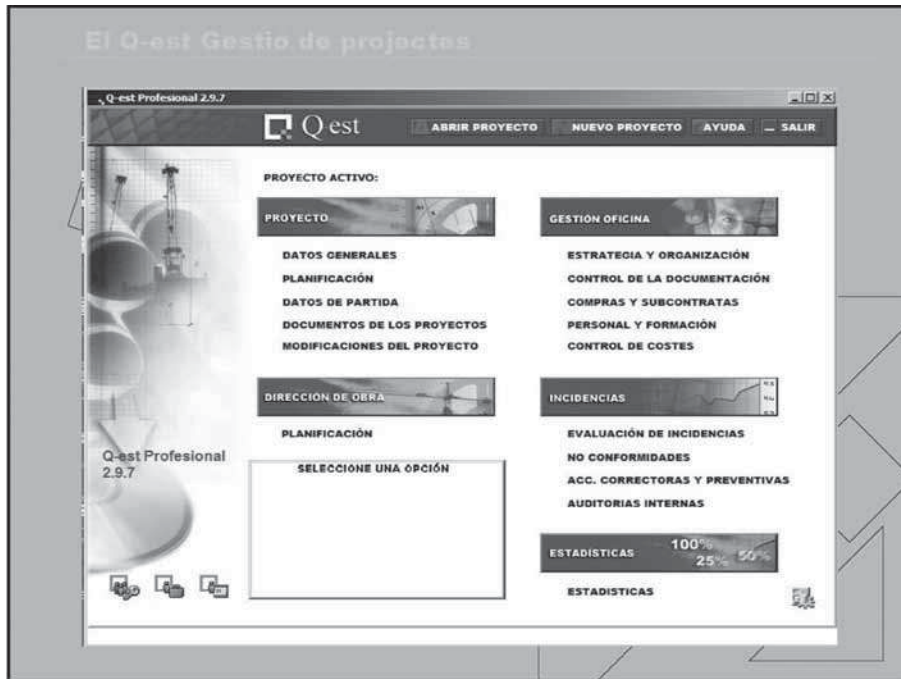 El Q-est Gestio de projectes
Q-est Profesional 2.9.7
Q est
ABRIR PROYECTO
NUEVO PROYECTO
AYUDA
SALIR
PROYECTO ACTIVO:
PROYECTO
DATOS GENERALES
PLANIFICACIÓN
DATOS DE PARTIDA
DOCUMENTOS DE LOS PROYECTOS
MODIFICACIONES DEL PROYECTO
DIRECCIÓN DE OBRA
PLANIFICACIÓN
SELECCIONE UNA OPCIÓN
GESTIÓN OFICINA
ESTRATEGIA Y ORGANIZACIÓN
CONTROL DE LA DOCUMENTACIÓN
COMPRAS Y SUBCONTRATAS
PERSONAL Y FORMACIÓN
CONTROL DE COSTES
INCIDENCIAS
EVALUACIÓN DE INCIDENCIAS
NO CONFORMIDADES
ACC. CORRECTORAS Y PREVENTIVAS
AUDITORIAS INTERNAS
ESTADÍSTICAS
100%
25%
50%
ESTADISTICAS
Q-est Profesional
2.9.7